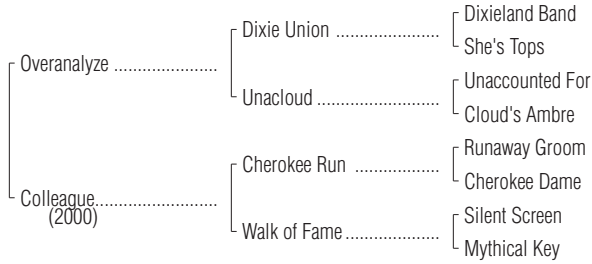 Dixieland Band
Dixie Union ..................
She's Tops
Overanalyze ......................
Unaccounted For
Unacloud ..........................
Cloud's Ambre
Runaway Groom
Cherokee Run ..................
Cherokee Dame
Colleague..........................
(2000)
Silent Screen
Walk of Fame....................
Mythical Key